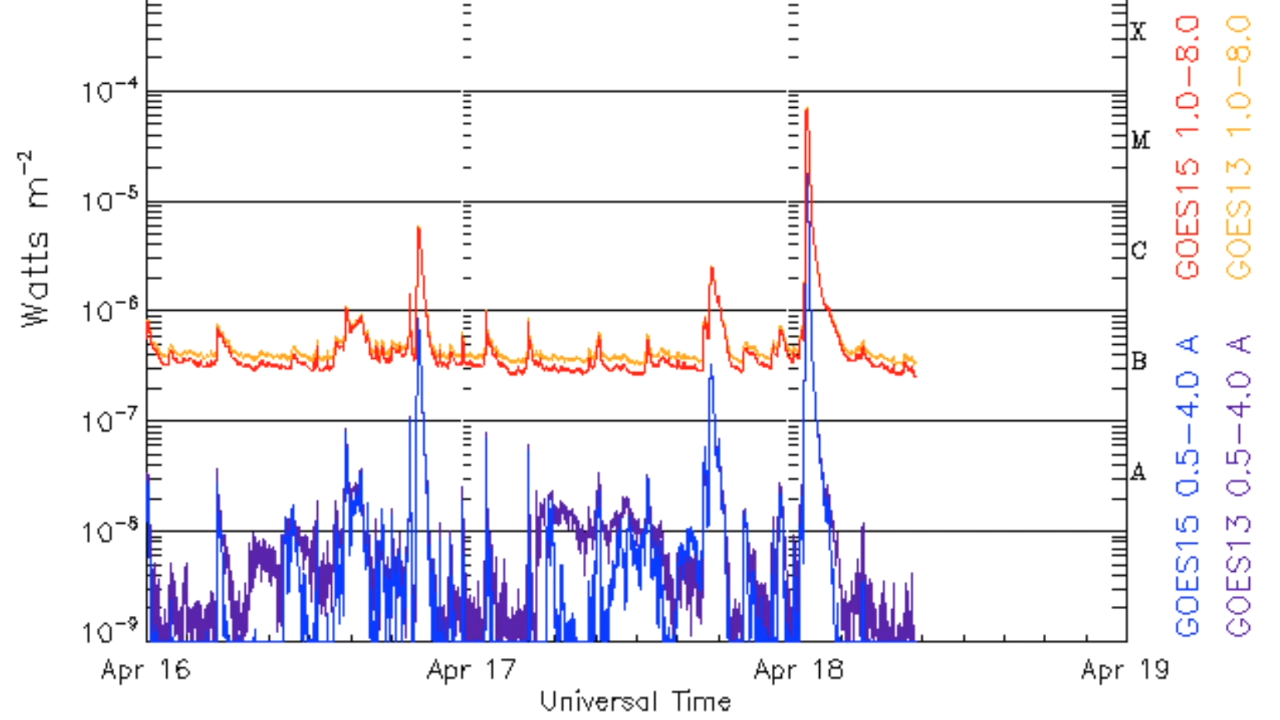 X
10⁻⁴
M
10⁻⁵
C
10⁻⁶
B
10⁻⁷
A
10⁻⁸
10⁻⁹
Watts m⁻²
Apr 16 Apr 17 Apr 18 Apr 19
Universal Time
GOES15 0.5-4.0 A GOES15 1.0-8.0
GOES13 0.5-4.0 A GOES13 1.0-8.0